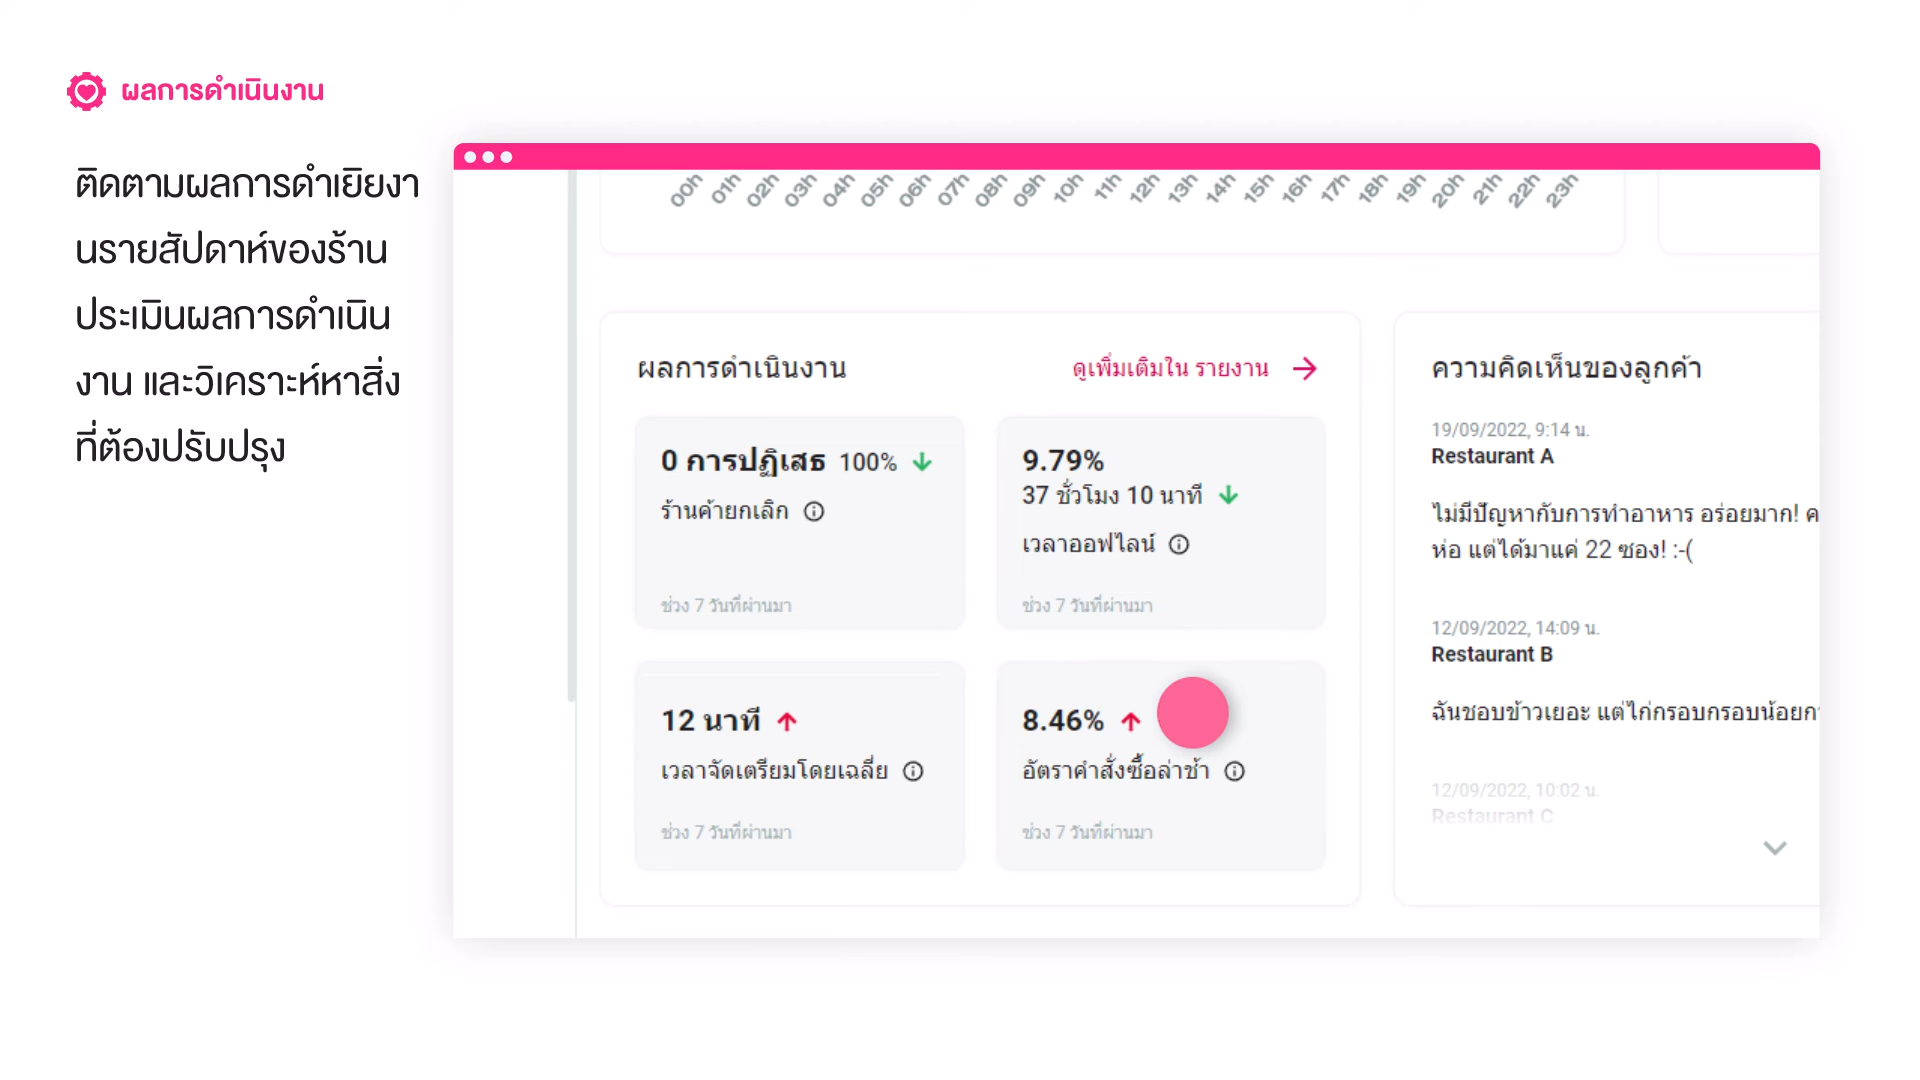 ผลการดำเนินงาน
ติดตามผลการดำเยิยงา
นรายสัปดาห์ของร้าน
ประเมินผลการดำเนิน
งาน และวิเคราะห์หาสิ่ง
ที่ต้องปรับปรุง
00h 01h 02h 03h 04h 05h 06h 07h 08h 09h 10h 11h 12h 13h 14h 15h 16h 17h 18h 19h 20h 21h 22h 23h
ผลการดำเนินงาน
ดูเพิ่มเติมใน รายงาน
0 การปฏิเสธ 100%
ร้านค้ายกเลิก
ช่วง 7 วันที่ผ่านมา
9.79%
37 ชั่วโมง 10 นาที
เวลาออฟไลน์
ช่วง 7 วันที่ผ่านมา
12 นาที
เวลาจัดเตรียมโดยเฉลี่ย
ช่วง 7 วันที่ผ่านมา
8.46%
อัตราคำสั่งซื้อล่าช้า
ช่วง 7 วันที่ผ่านมา
ความคิดเห็นของลูกค้า
19/09/2022, 9:14 น.
Restaurant A
ไม่มีปัญหากับการทำอาหาร อร่อยมาก! ค
ห่อ แต่ได้มาแค่ 22 ซอง! :-(
12/09/2022, 14:09 น.
Restaurant B
ฉันชอบข้าวเยอะ แต่ไก่กรอบกรอบน้อยก
12/09/2022, 10:02 น.
Restaurant C